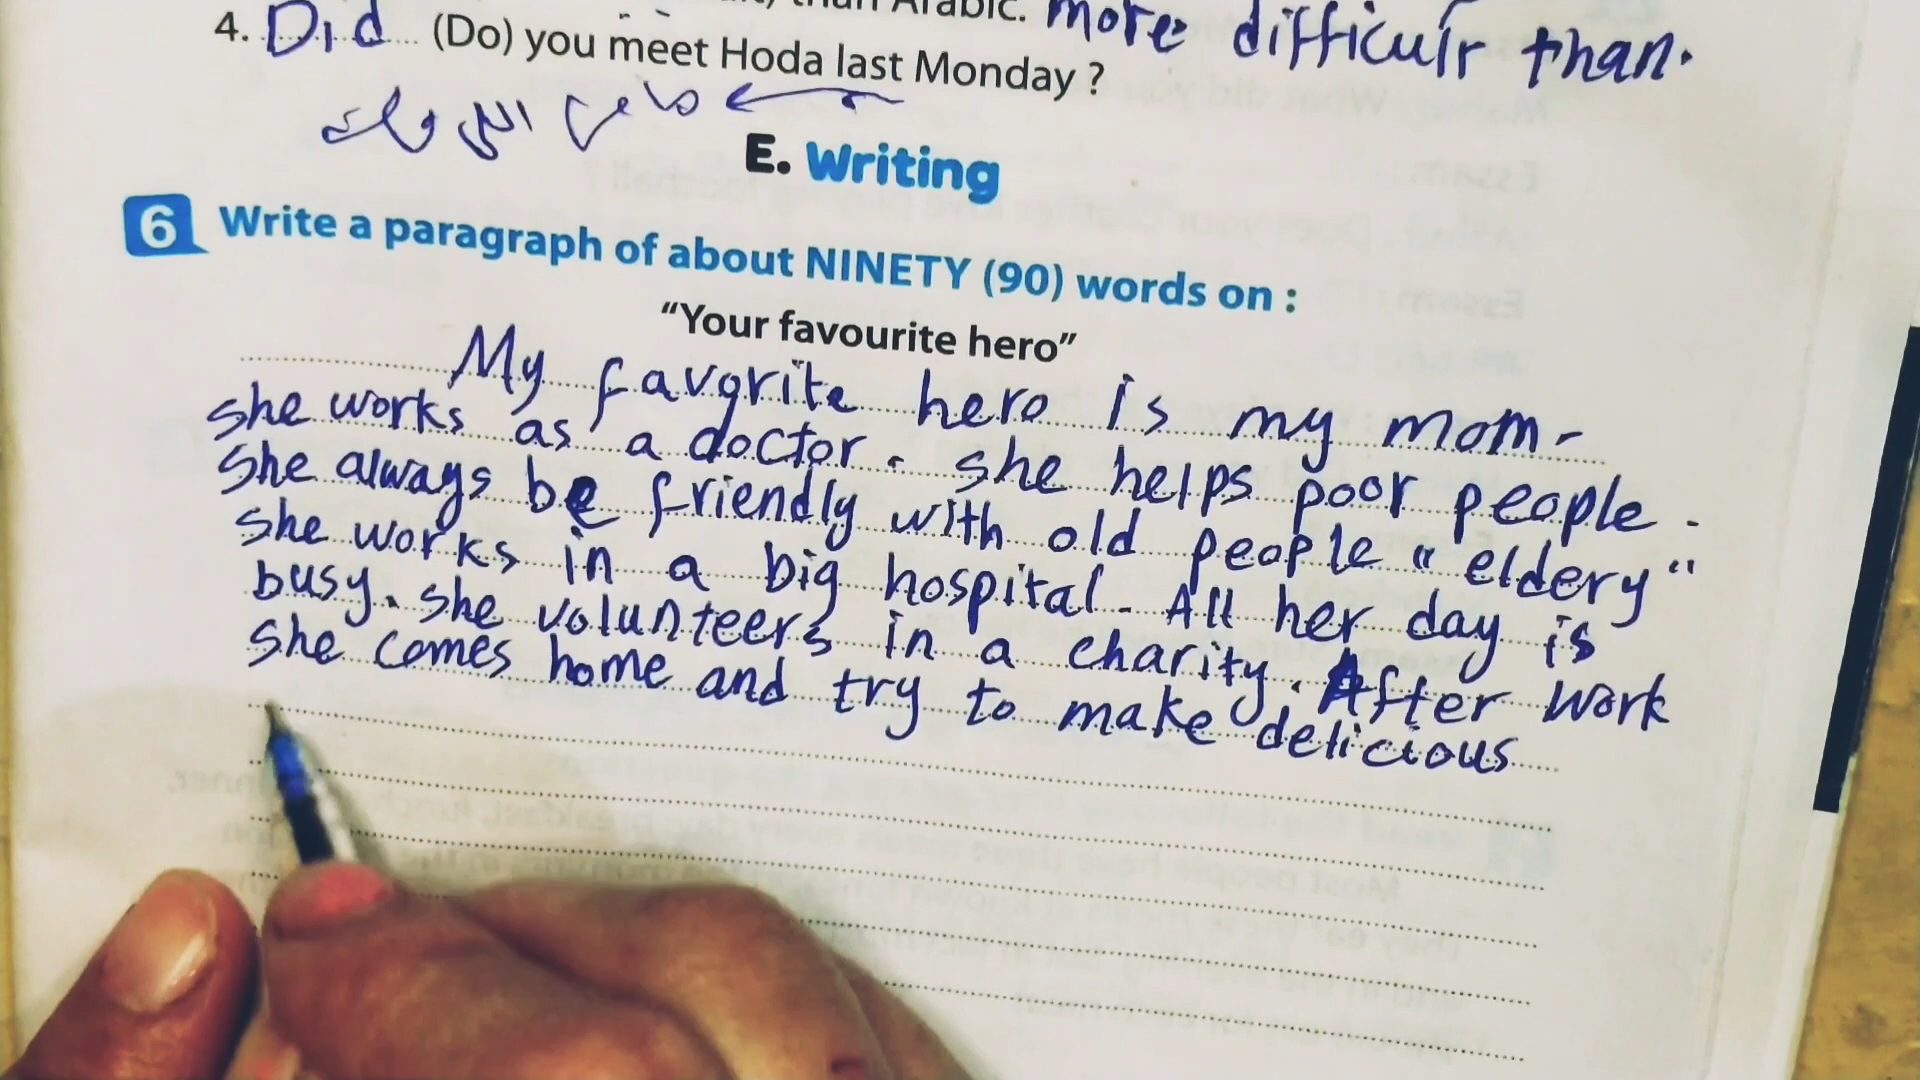 than Arabic. More difficult than.
4. Did (Do) you meet Hoda last Monday ?
E. Writing
6 Write a paragraph of about NINETY (90) words on :
"Your favourite hero"
My favorite hero is my mom.
she works as a doctor. she helps poor people.
She always be friendly with old people "eldery"
She works in a big hospital. All her day is
busy. she volunteers in a charity. After work
she comes home and try to make delicious